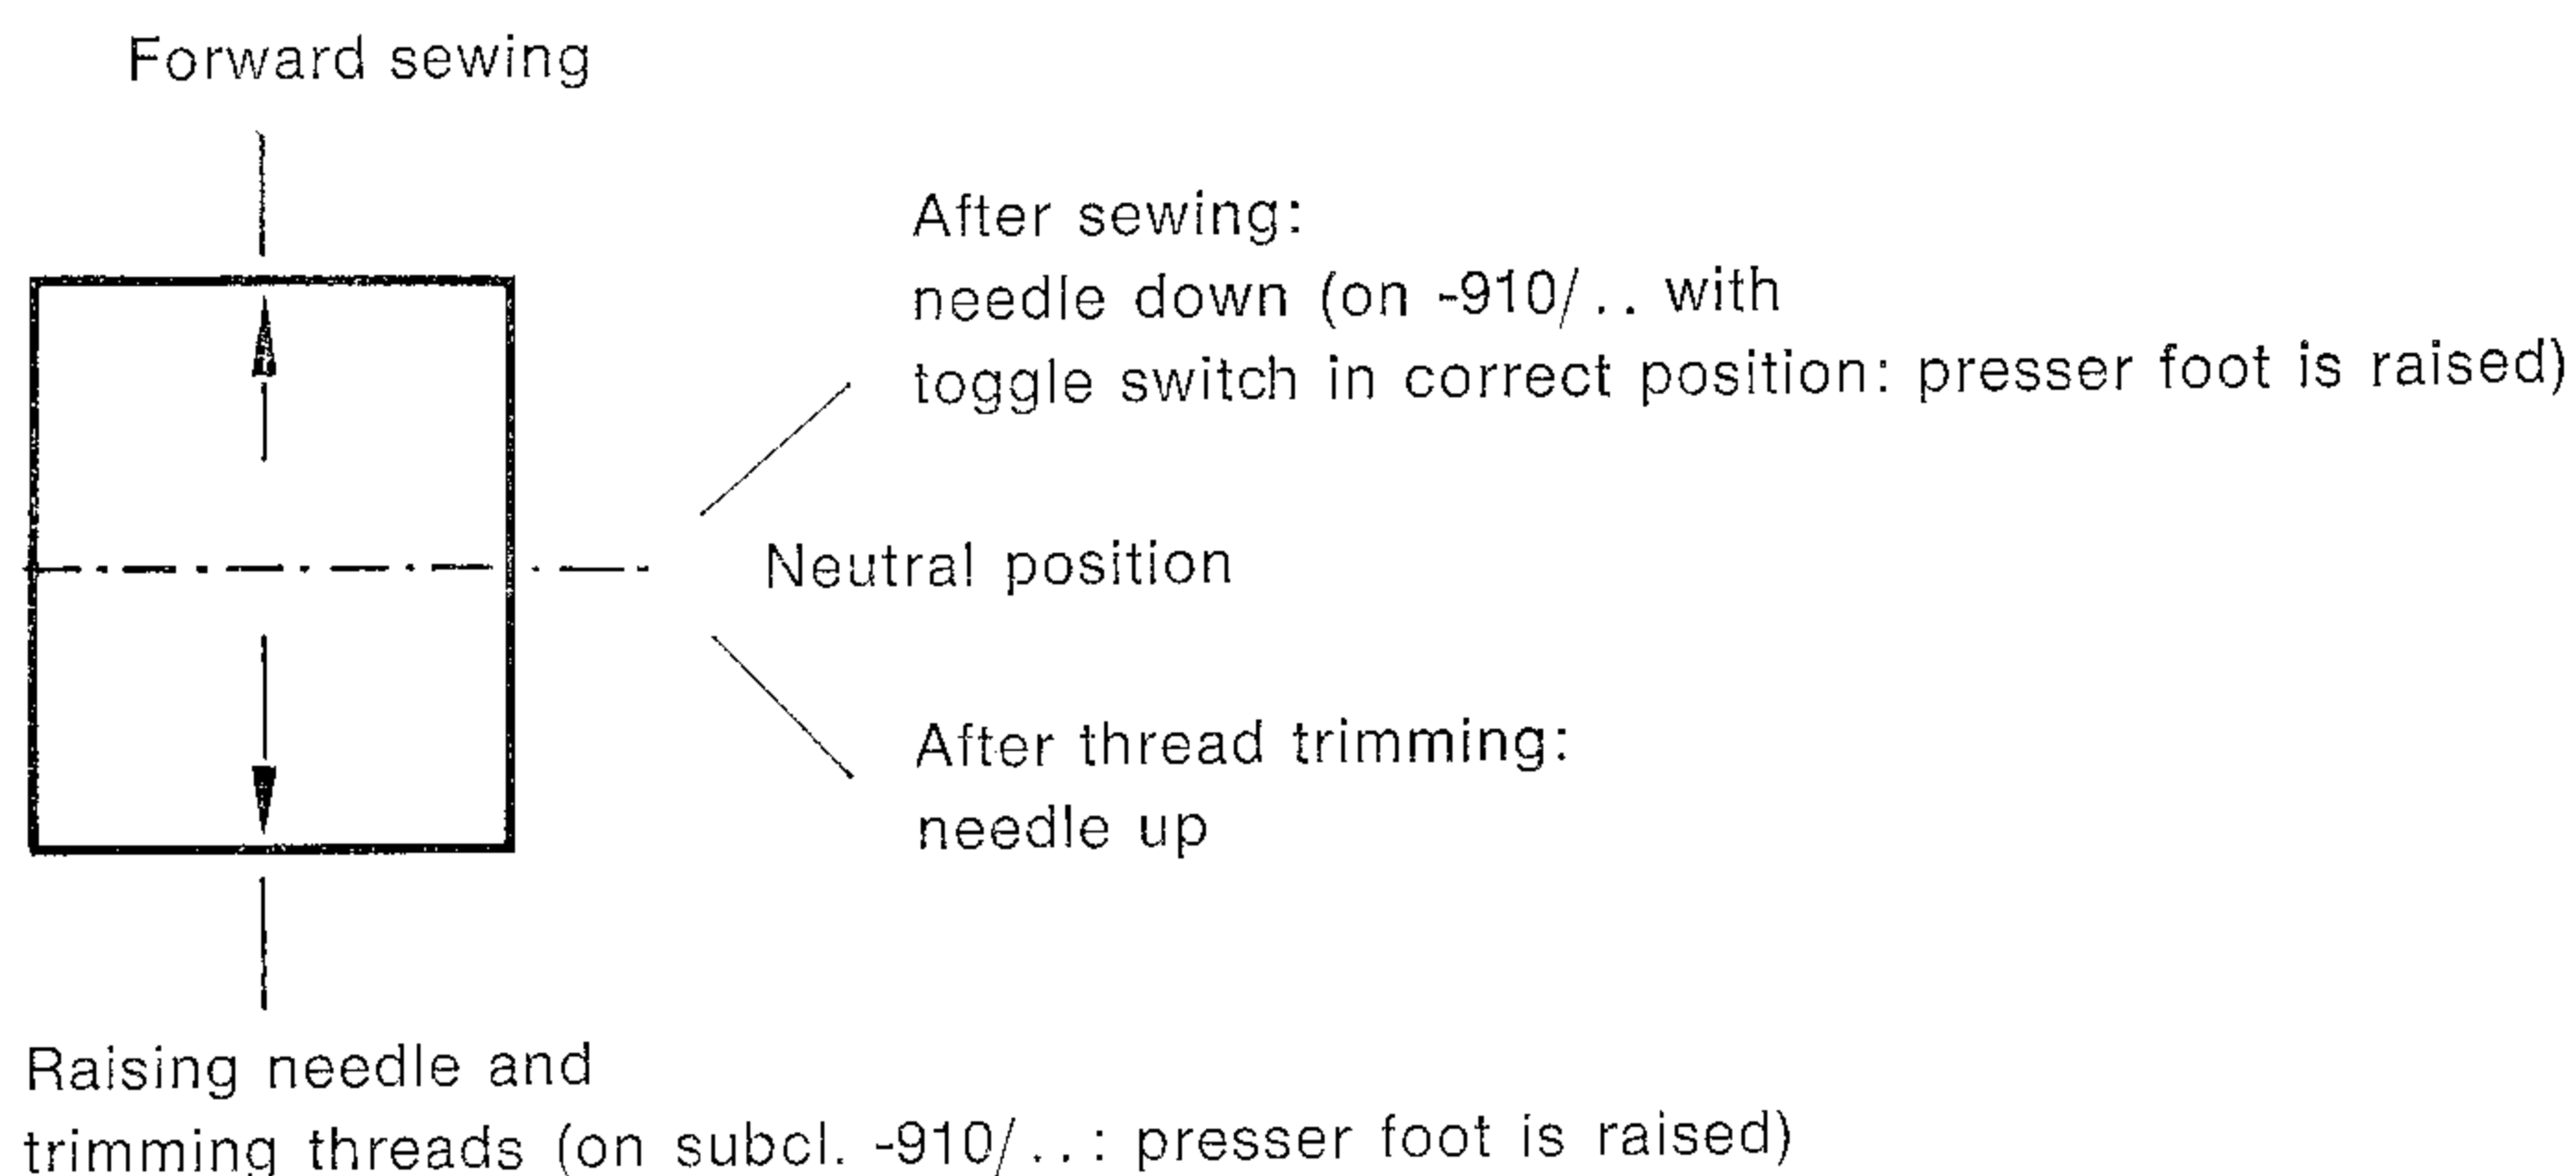 Forward sewing
After sewing:
needle down (on -910/.. with
toggle switch in correct position: presser foot is raised)
Neutral position
After thread trimming:
needle up
Raising needle and
trimming threads (on subcl. -910/..: presser foot is raised)